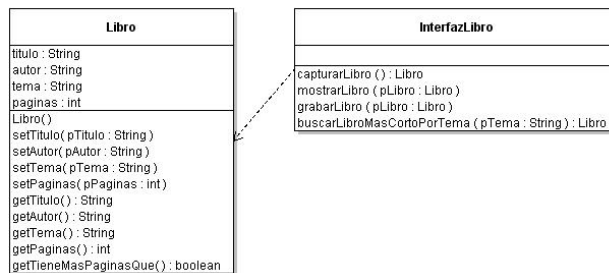 Libro
titulo : String
autor : String
tema : String
paginas : int
Libro()
setTitulo( pTitulo : String )
setAutor( pAutor : String )
setTema( pTema : String )
setPaginas( pPaginas : int )
getTitulo() : String
getAutor() : String
getTema() : String
getPaginas() : int
getTieneMasPaginasQue() : boolean
InterfazLibro
capturarLibro () : Libro
mostrarLibro ( pLibro : Libro )
grabarLibro ( pLibro : Libro )
buscarLibroMasCortoPorTema ( pTema : String ) : Libro